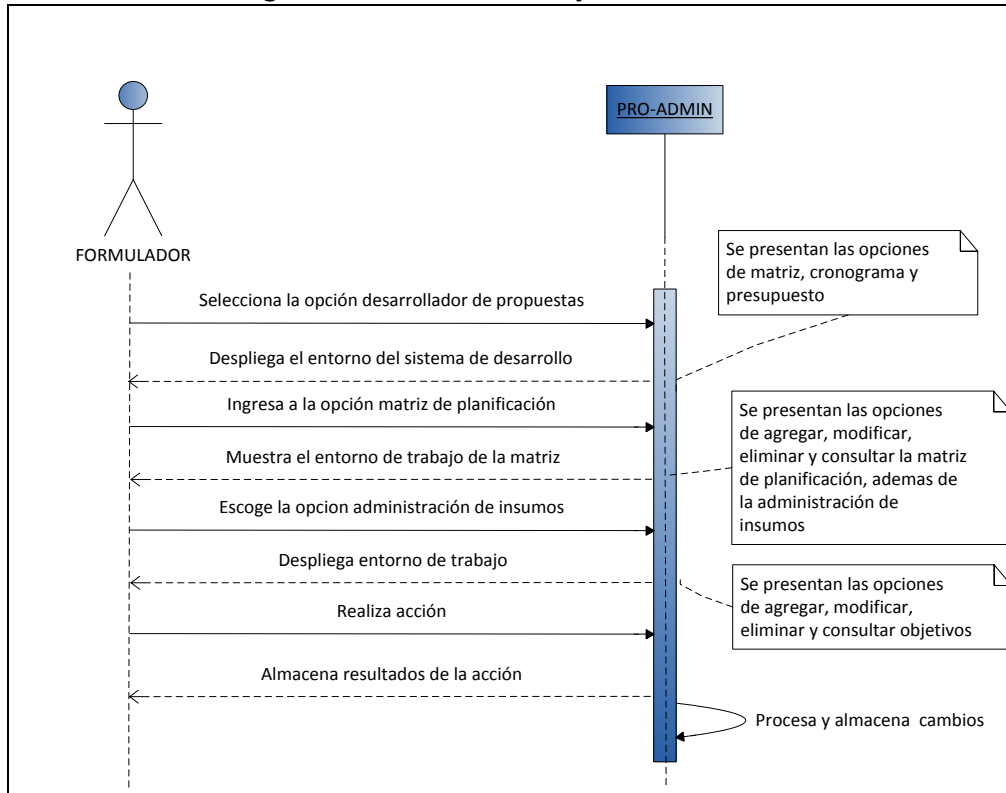 PRO-ADMIN
FORMULADOR
Se presentan las opciones
de matriz, cronograma y
presupuesto
Selecciona la opción desarrollador de propuestas
Despliega el entorno del sistema de desarrollo
Ingresa a la opción matriz de planificación
Se presentan las opciones
de agregar, modificar,
eliminar y consultar la matriz
de planificación, ademas de
la administración de
insumos
Muestra el entorno de trabajo de la matriz
Escoge la opcion administración de insumos
Despliega entorno de trabajo
Se presentan las opciones
de agregar, modificar,
eliminar y consultar objetivos
Realiza acción
Almacena resultados de la acción
Procesa y almacena cambios